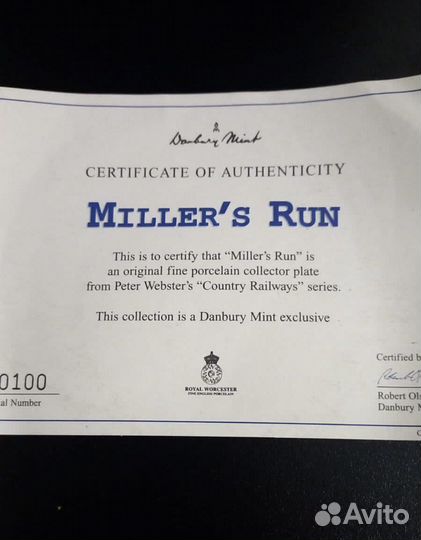 Danbury Mint
CERTIFICATE OF AUTHENTICITY
MILLER'S RUN
This is to certify that "Miller's Run" is
an original fine porcelain collector plate
from Peter Webster's "Country Railways" series.
This collection is a Danbury Mint exclusive
ROYAL WORCESTER
FINE ENGLISH PORCELAIN
0100
Number
Certified
Robert
Danbury
Avito